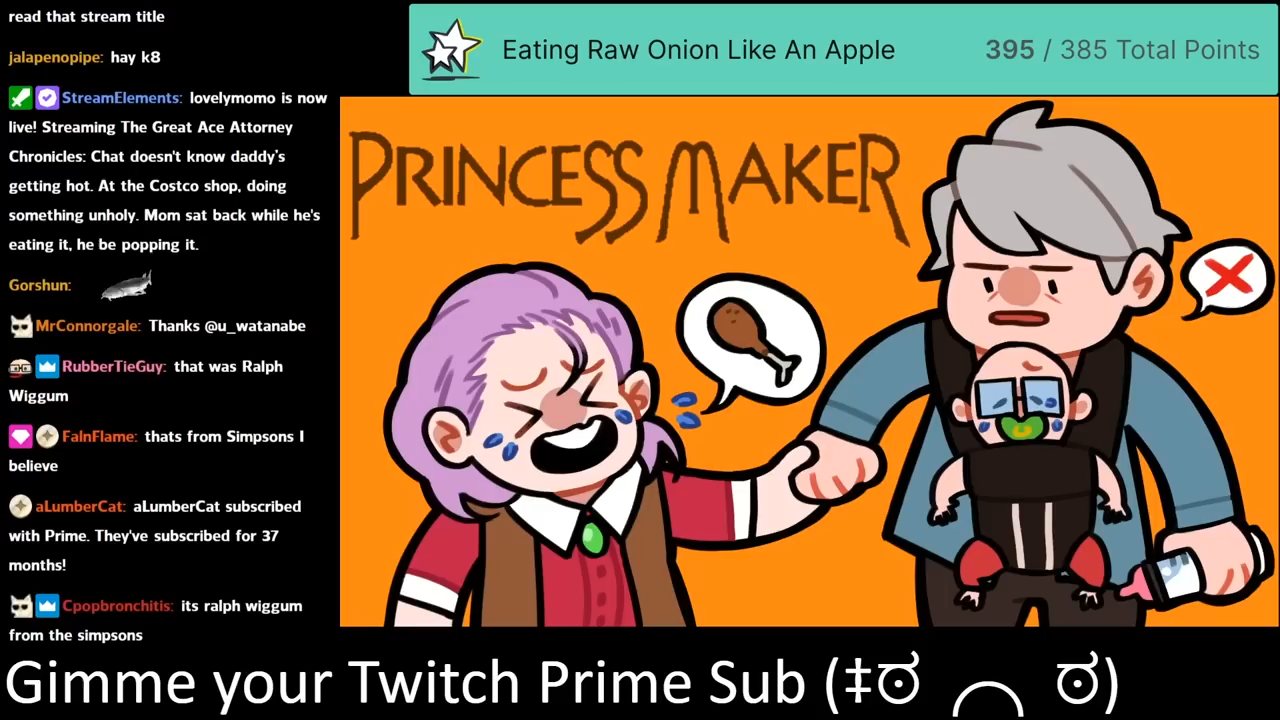 read that stream title
jalapenopipe: hay k8
StreamElements: lovelymomo is now
live! Streaming The Great Ace Attorney
Chronicles: Chat doesn't know daddy's
getting hot. At the Costco shop, doing
something unholy. Mom sat back while he's
eating it, he be popping it.
Gorshun:
MrConnorgale: Thanks @u_watanabe
RubberTieGuy: that was Ralph
Wiggum
FalnFlame: thats from Simpsons I
believe
aLumberCat: aLumberCat subscribed
with Prime. They've subscribed for 37
months!
Cpopbronchitis: its ralph wiggum
from the simpsons
Eating Raw Onion Like An Apple 395 / 385 Total Points
PRINCESS MAKER
Gimme your Twitch Prime Sub (‡ಠ ⁔ ಠ)